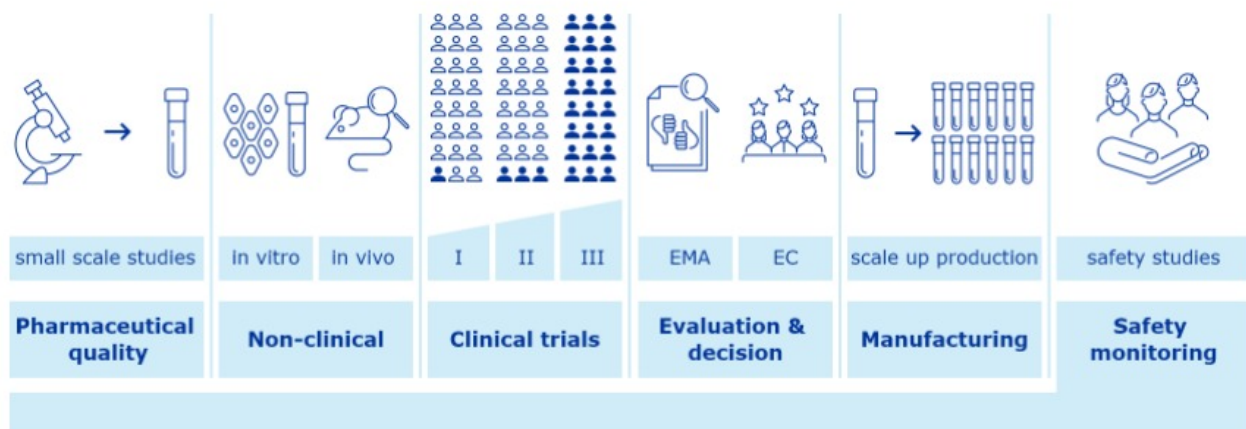 small scale studies
in vitro
in vivo
I
II
III
EMA
EC
scale up production
safety studies
Pharmaceutical
quality
Non-clinical
Clinical trials
Evaluation &
decision
Manufacturing
Safety
monitoring